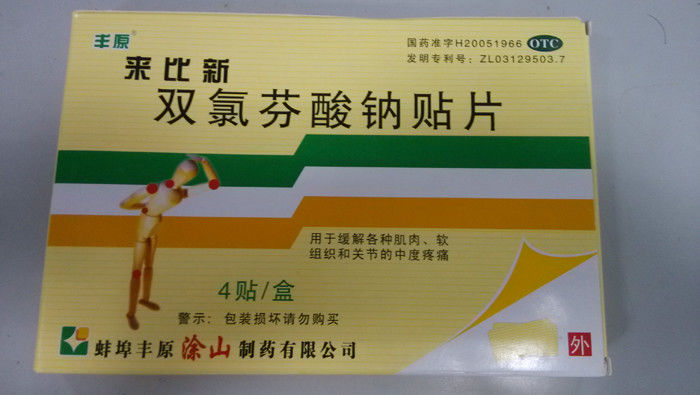 丰原®
国药准字H20051966 OTC
发明专利号：ZL03129503.7
来比新
双氯芬酸钠贴片
用于缓解各种肌肉、软
组织和关节的中度疼痛
4贴/盒
警示：包装损坏请勿购买
蚌埠丰原涂山制药有限公司
外